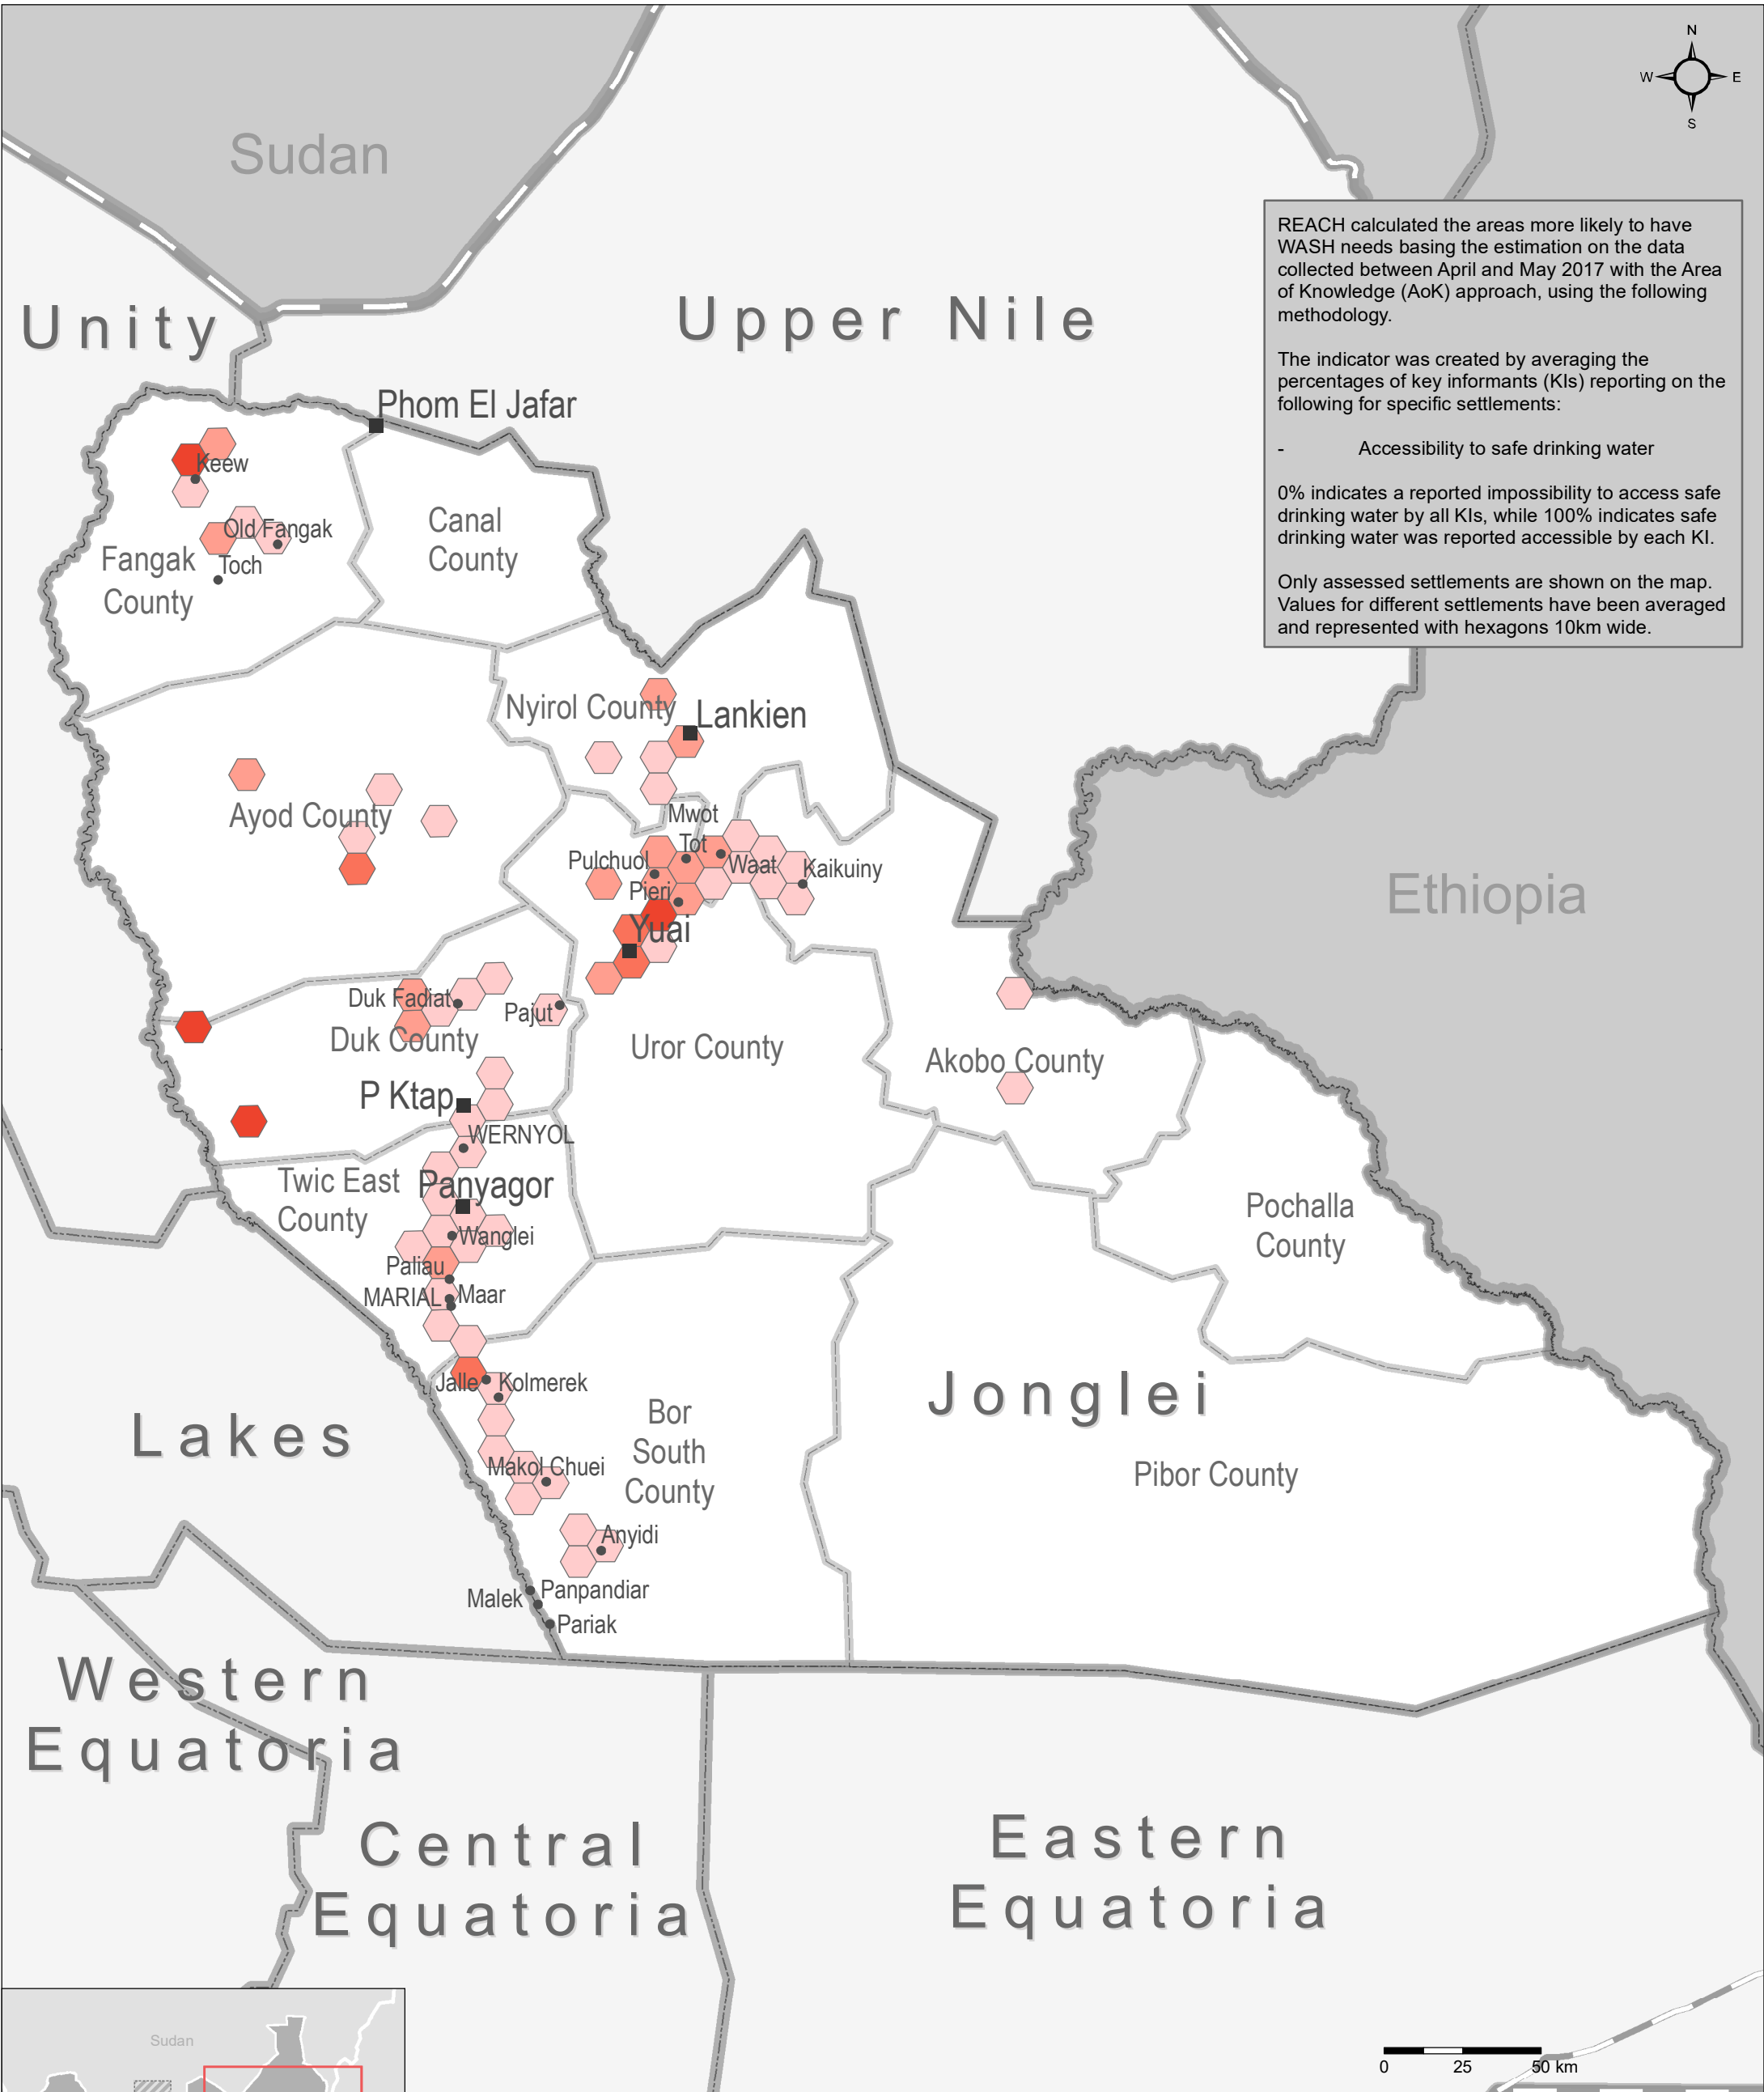 N
W E
S
Sudan
REACH calculated the areas more likely to have
WASH needs basing the estimation on the data
collected between April and May 2017 with the Area
of Knowledge (AoK) approach, using the following
methodology.
The indicator was created by averaging the
percentages of key informants (KIs) reporting on the
following for specific settlements:
- Accessibility to safe drinking water
0% indicates a reported impossibility to access safe
drinking water by all KIs, while 100% indicates safe
drinking water was reported accessible by each KI.
Only assessed settlements are shown on the map.
Values for different settlements have been averaged
and represented with hexagons 10km wide.
Unity
Upper Nile
Phom El Jafar
Keew
Old Fangak
Canal
County
Fangak
County
Toch
Nyirol County
Lankien
Ayod County
Mwot
Tot
Pulchuol
Waat
Kaikuiny
Pieri
Yuai
Ethiopia
Duk Fadiat
Pajut
Duk County
Uror County
Akobo County
P Ktap
WERNYOL
Twic East
County
Panyagor
Wanglei
Pochalla
County
Paliau
MARIAL
Maar
Jalle
Kolmerek
Jonglei
Lakes
Bor
South
County
Makol Chuei
Pibor County
Anyidi
Malek
Panpandiar
Pariak
Western
Equatoria
Central
Equatoria
Eastern
Equatoria
Sudan
0 25 50 km